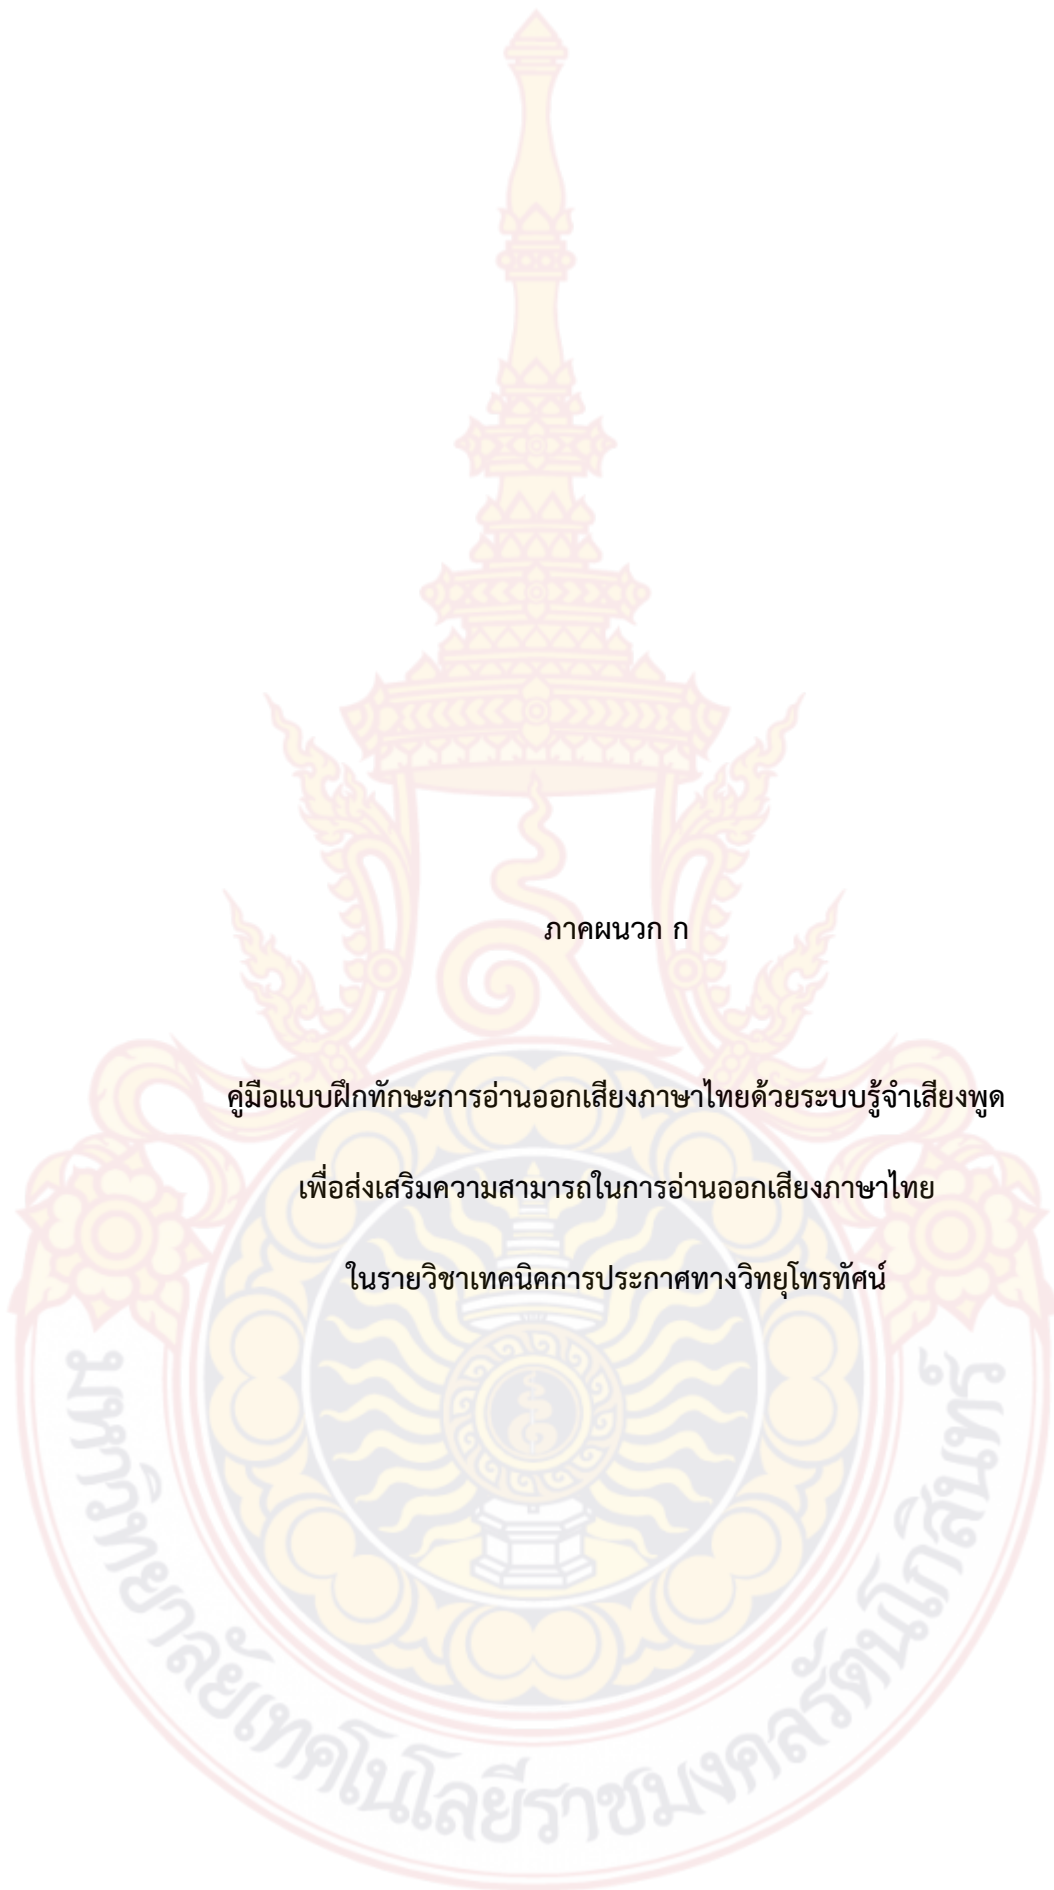 ภาคผนวก ก
คู่มือแบบฝึกทักษะการอ่านออกเสียงภาษาไทยด้วยระบบรู้จำเสียงพูด
เพื่อส่งเสริมความสามารถในการอ่านออกเสียงภาษาไทย
ในรายวิชาเทคนิคการประกาศทางวิทยุโทรทัศน์
มหาวิทยาลัยเทคโนโลยีราชมงคลรัตนโกสินทร์